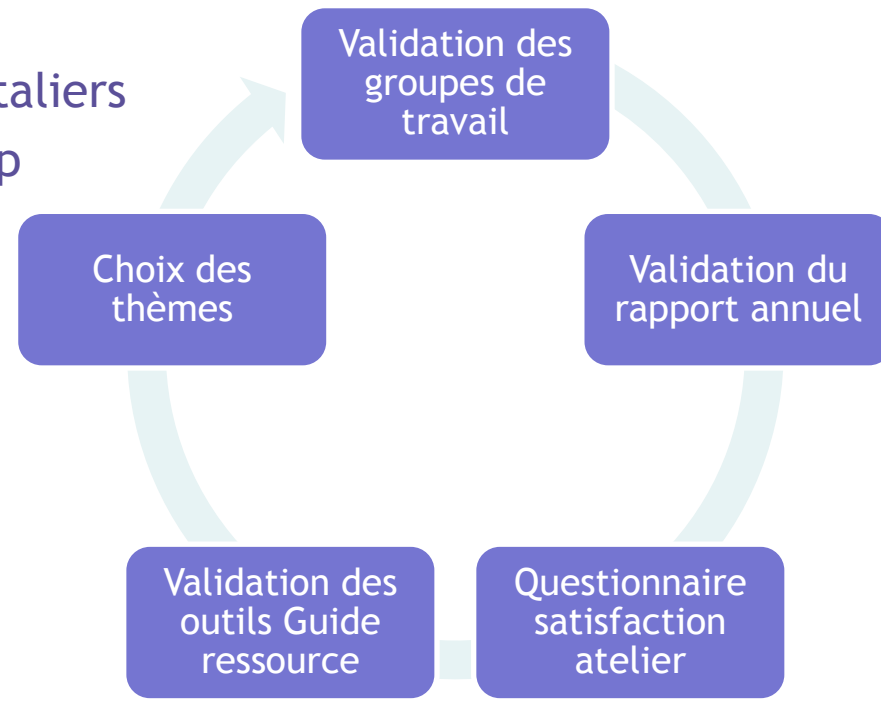 taliers
p
Validation des
groupes de
travail
Choix des
thèmes
Validation du
rapport annuel
Validation des
outils Guide
ressource
Questionnaire
satisfaction
atelier